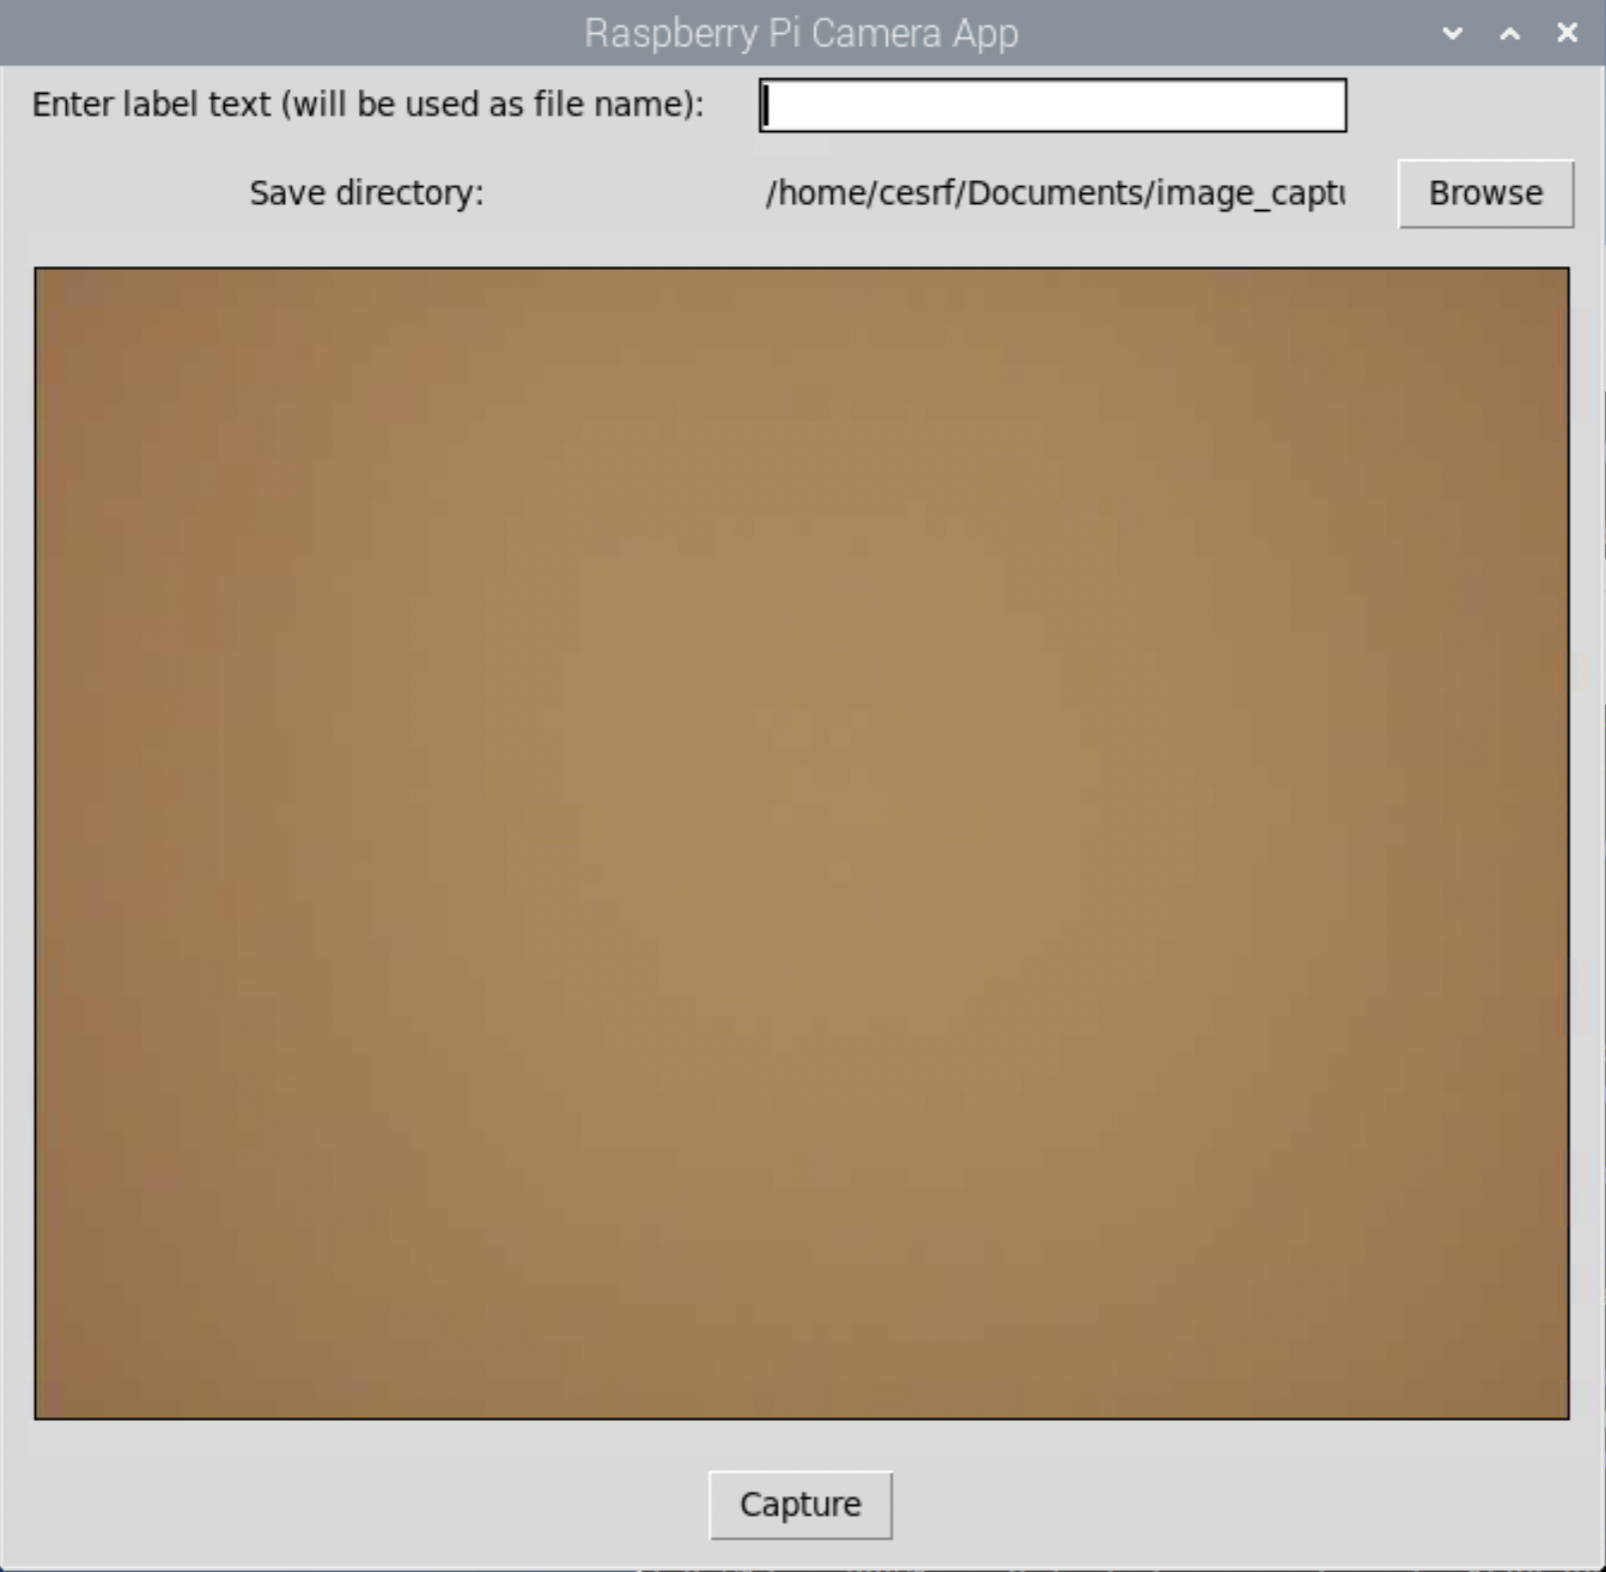 Raspberry Pi Camera App
Enter label text (will be used as file name):
Save directory: /home/cesrf/Documents/image_captu Browse
Capture